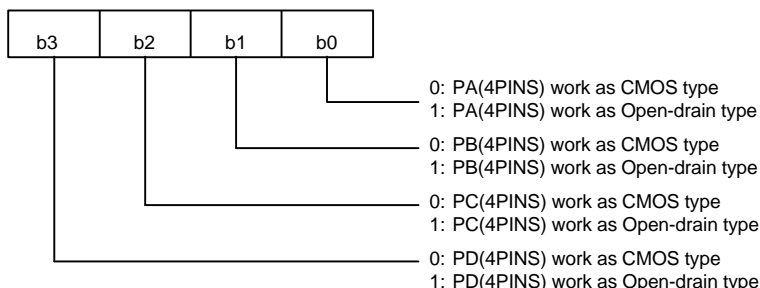 b3 b2 b1 b0
0: PA(4PINS) work as CMOS type
1: PA(4PINS) work as Open-drain type
0: PB(4PINS) work as CMOS type
1: PB(4PINS) work as Open-drain type
0: PC(4PINS) work as CMOS type
1: PC(4PINS) work as Open-drain type
0: PD(4PINS) work as CMOS type
1: PD(4PINS) work as Open-drain type